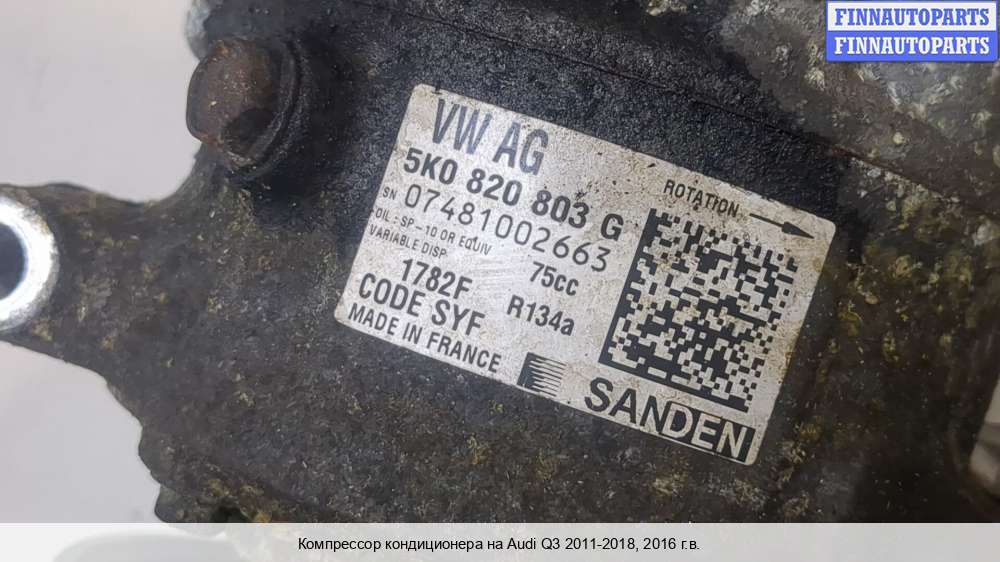 FINNAUTOPARTS
FINNAUTOPARTS
VW AG
5K0 820 803 G
ROTATION
SN 07481002663
OIL : SP-10 OR EQUIV 75cc
VARIABLE DISP
1782F R134a
CODE SYF
MADE IN FRANCE
SANDEN
Компрессор кондиционера на Audi Q3 2011-2018, 2016 г.в.